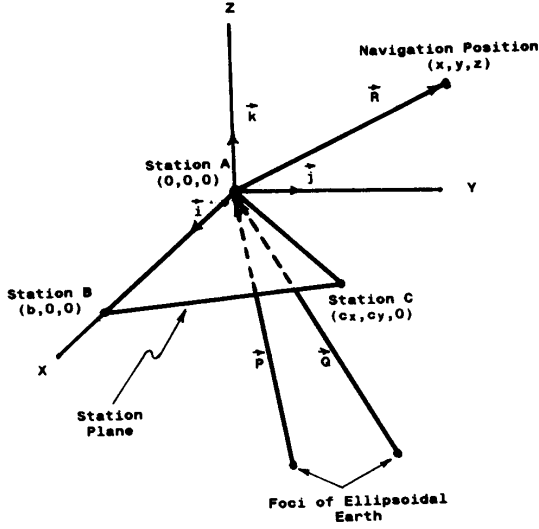 Z
Navigation Position
(x,y,z)
R
k
Station A
(0,0,0)
j
Y
i
Station B
(b,0,0)
Station C
(cx,cy,0)
X
P
Q
Station
Plane
Foci of Ellipsoidal
Earth